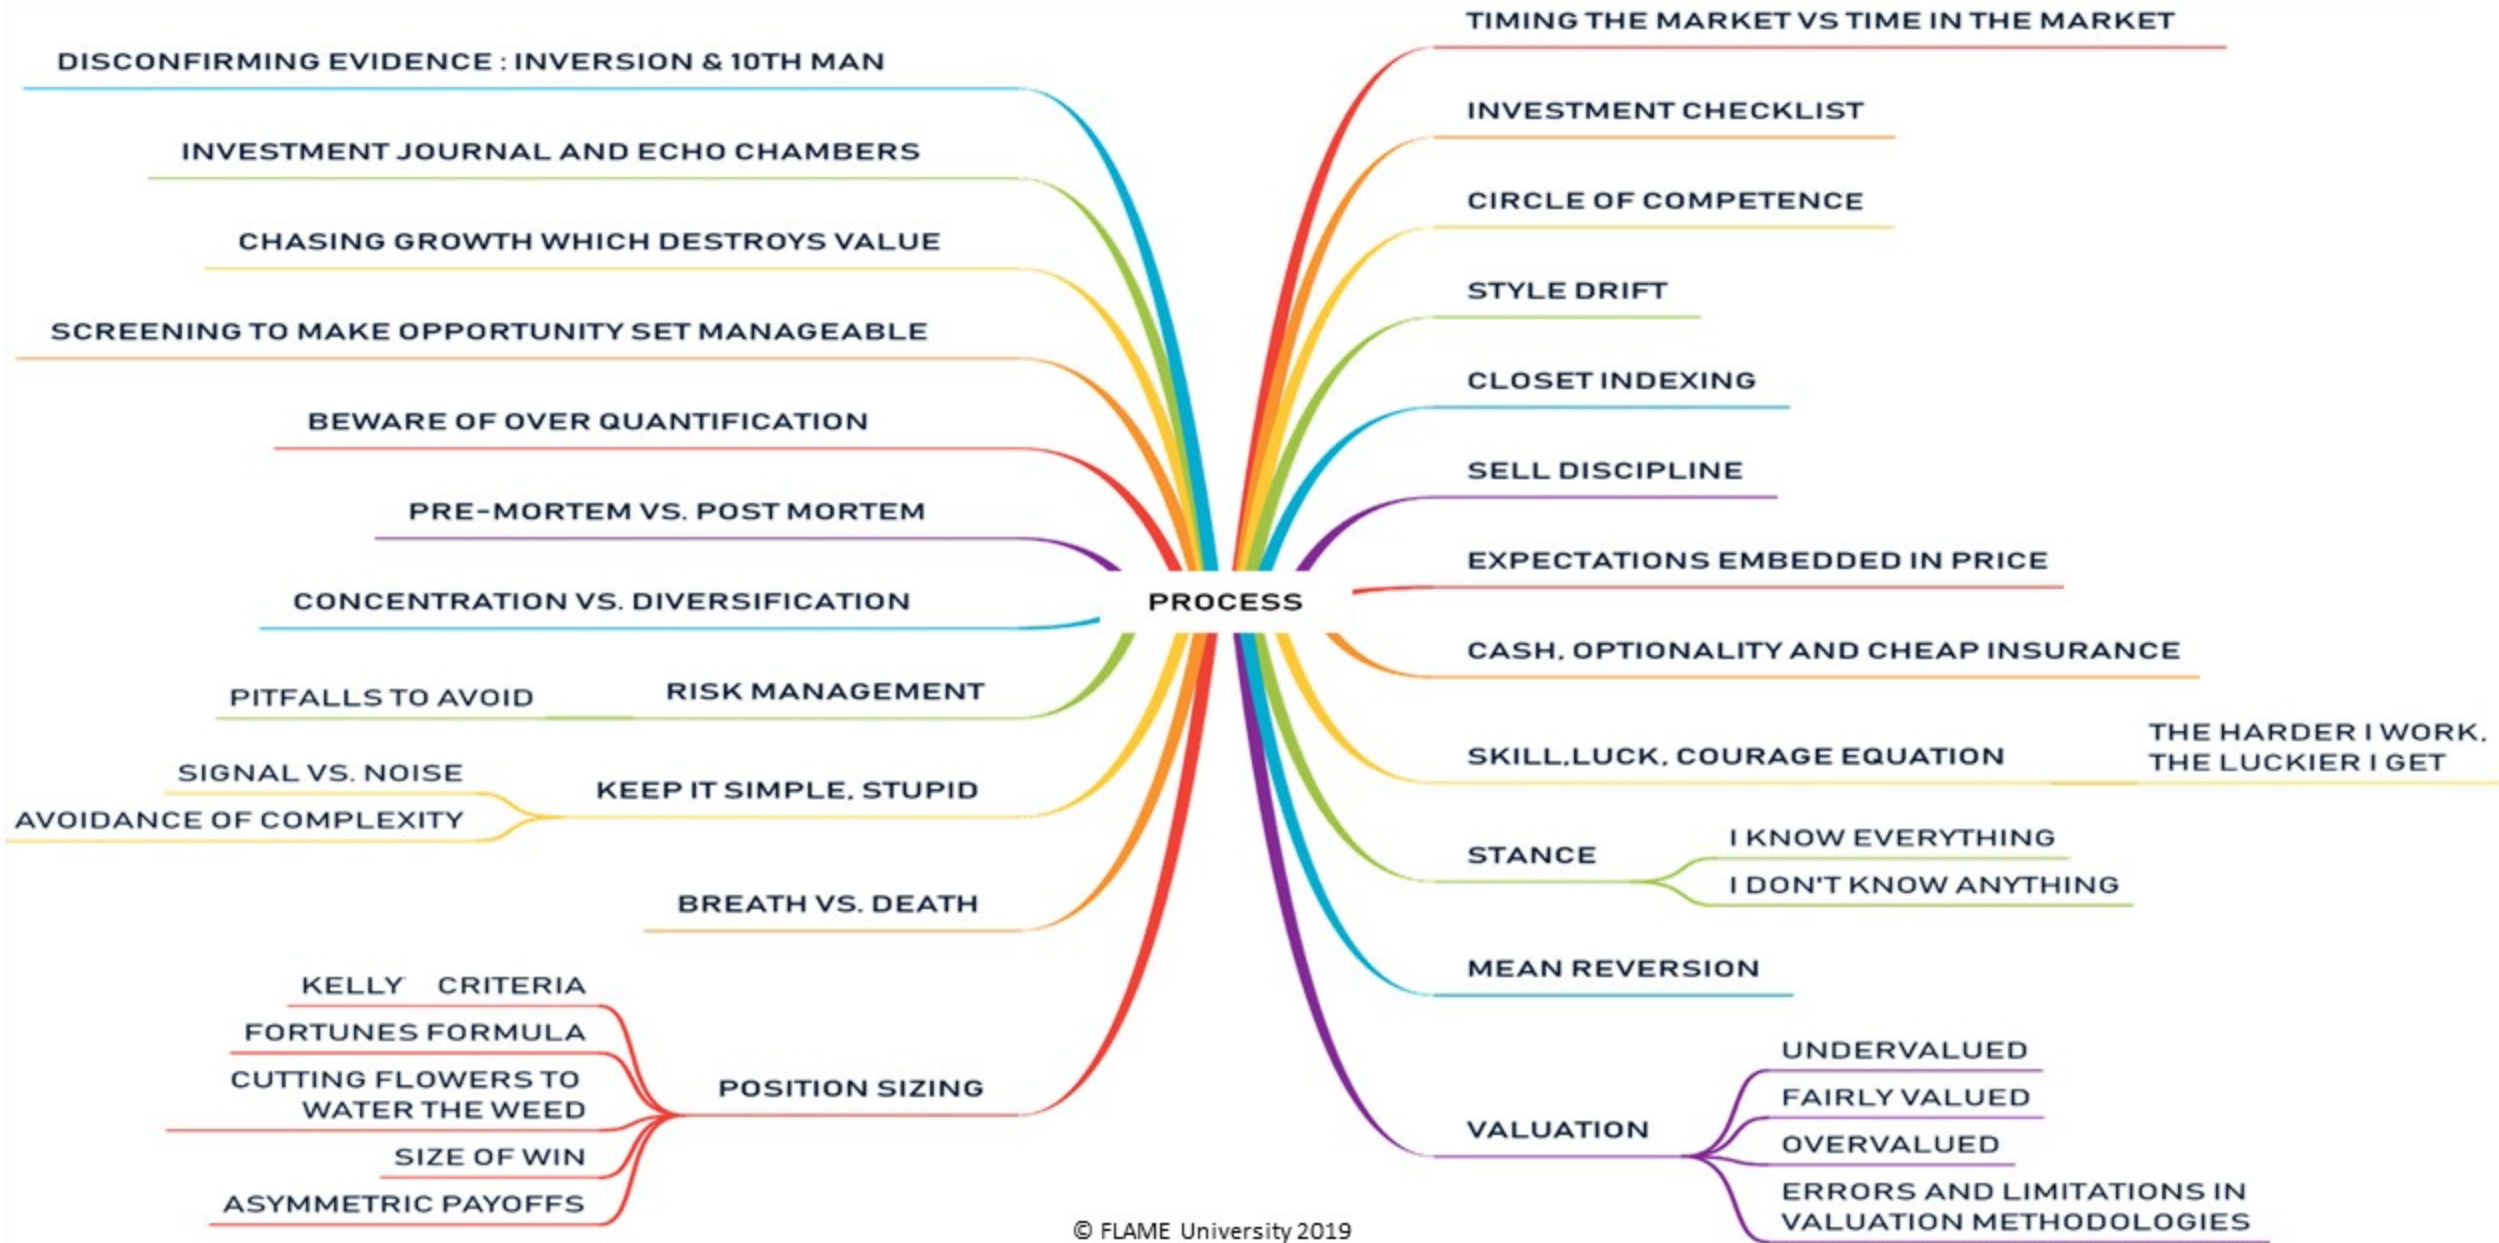 DISCONFIRMING EVIDENCE : INVERSION & 10TH MAN
INVESTMENT JOURNAL AND ECHO CHAMBERS
CHASING GROWTH WHICH DESTROYS VALUE
SCREENING TO MAKE OPPORTUNITY SET MANAGEABLE
BEWARE OF OVER QUANTIFICATION
PRE-MORTEM VS. POST MORTEM
CONCENTRATION VS. DIVERSIFICATION
RISK MANAGEMENT
PITFALLS TO AVOID
KEEP IT SIMPLE, STUPID
SIGNAL VS. NOISE
AVOIDANCE OF COMPLEXITY
BREATH VS. DEATH
POSITION SIZING
KELLY CRITERIA
FORTUNES FORMULA
CUTTING FLOWERS TO
WATER THE WEED
SIZE OF WIN
ASYMMETRIC PAYOFFS
PROCESS
TIMING THE MARKET VS TIME IN THE MARKET
INVESTMENT CHECKLIST
CIRCLE OF COMPETENCE
STYLE DRIFT
CLOSET INDEXING
SELL DISCIPLINE
EXPECTATIONS EMBEDDED IN PRICE
CASH, OPTIONALITY AND CHEAP INSURANCE
SKILL,LUCK, COURAGE EQUATION
THE HARDER I WORK,
THE LUCKIER I GET
STANCE
I KNOW EVERYTHING
I DON'T KNOW ANYTHING
MEAN REVERSION
VALUATION
UNDERVALUED
FAIRLY VALUED
OVERVALUED
ERRORS AND LIMITATIONS IN
VALUATION METHODOLOGIES
© FLAME University 2019